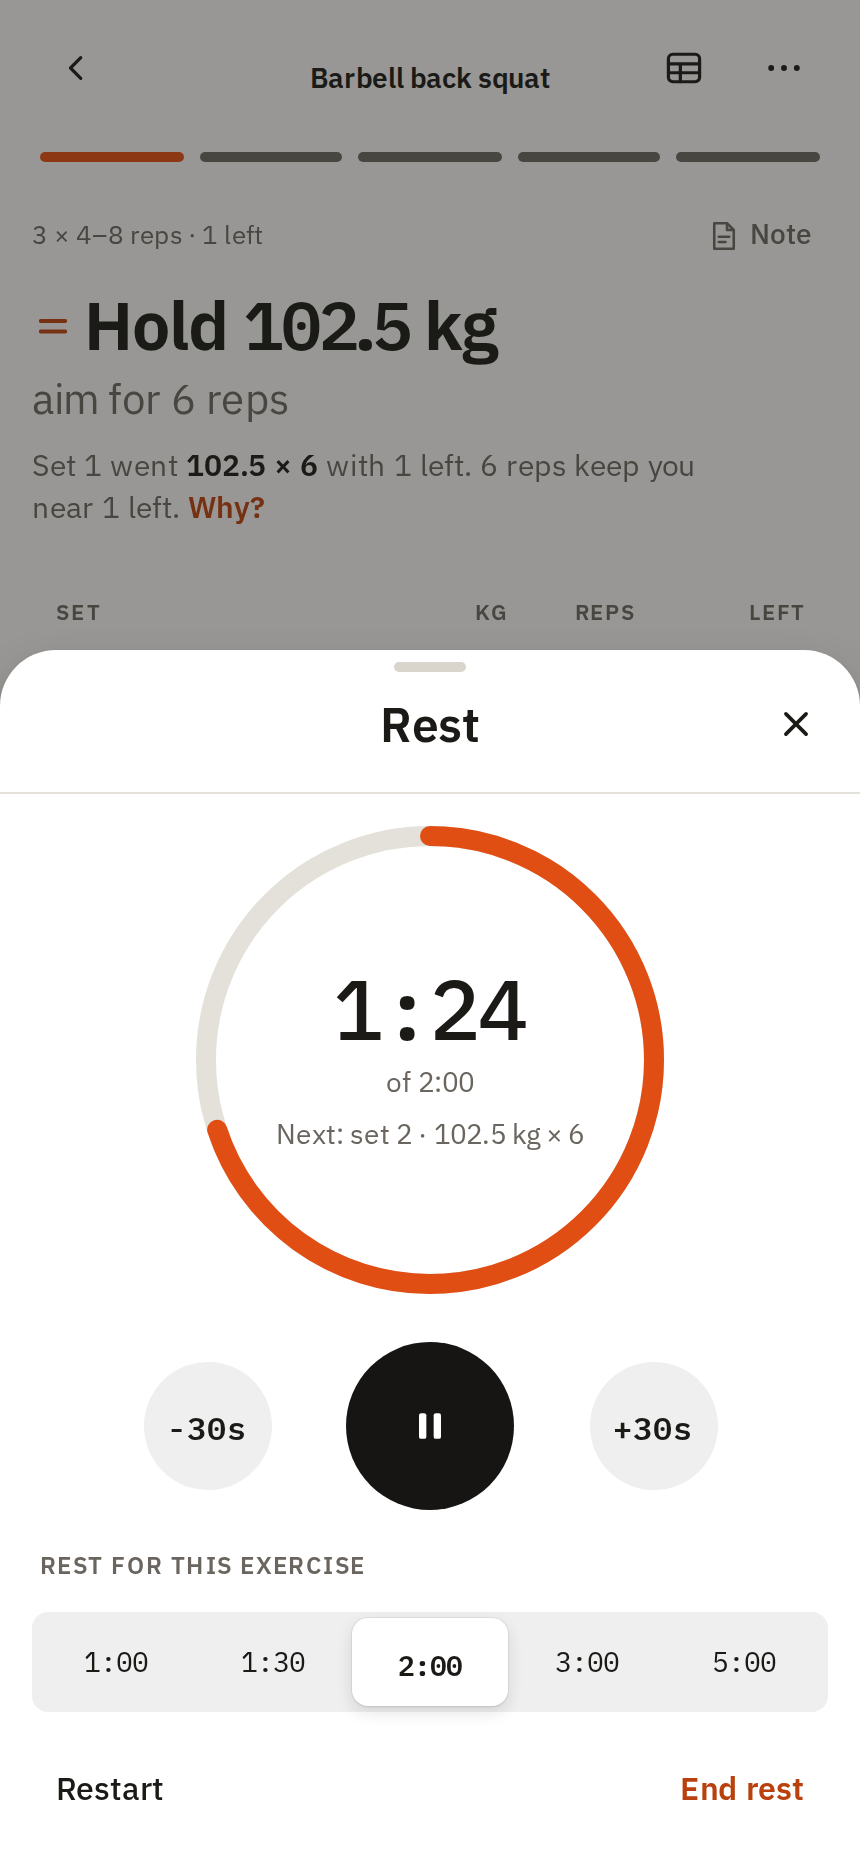 Barbell back squat
3 × 4–8 reps · 1 left
Note
= Hold 102.5 kg
aim for 6 reps
Set 1 went 102.5 × 6 with 1 left. 6 reps keep you
near 1 left. Why?
SET KG REPS LEFT
Rest
1:24
of 2:00
Next: set 2 · 102.5 kg × 6
-30s
+30s
REST FOR THIS EXERCISE
1:00 1:30 2:00 3:00 5:00
Restart
End rest